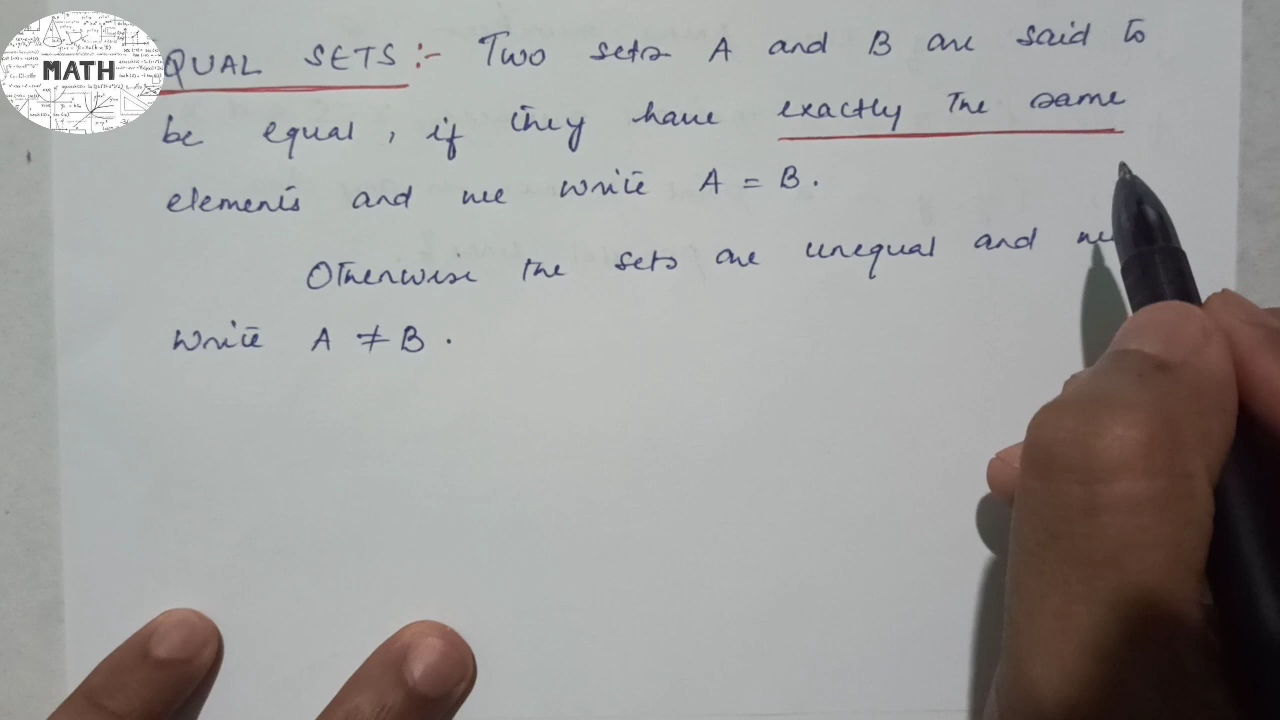 MATH
QUAL SETS :- Two sets A and B are said to
be equal, if they have exactly the same
elements and we write A = B.
Otherwise the sets are unequal and we
write A ≠ B.